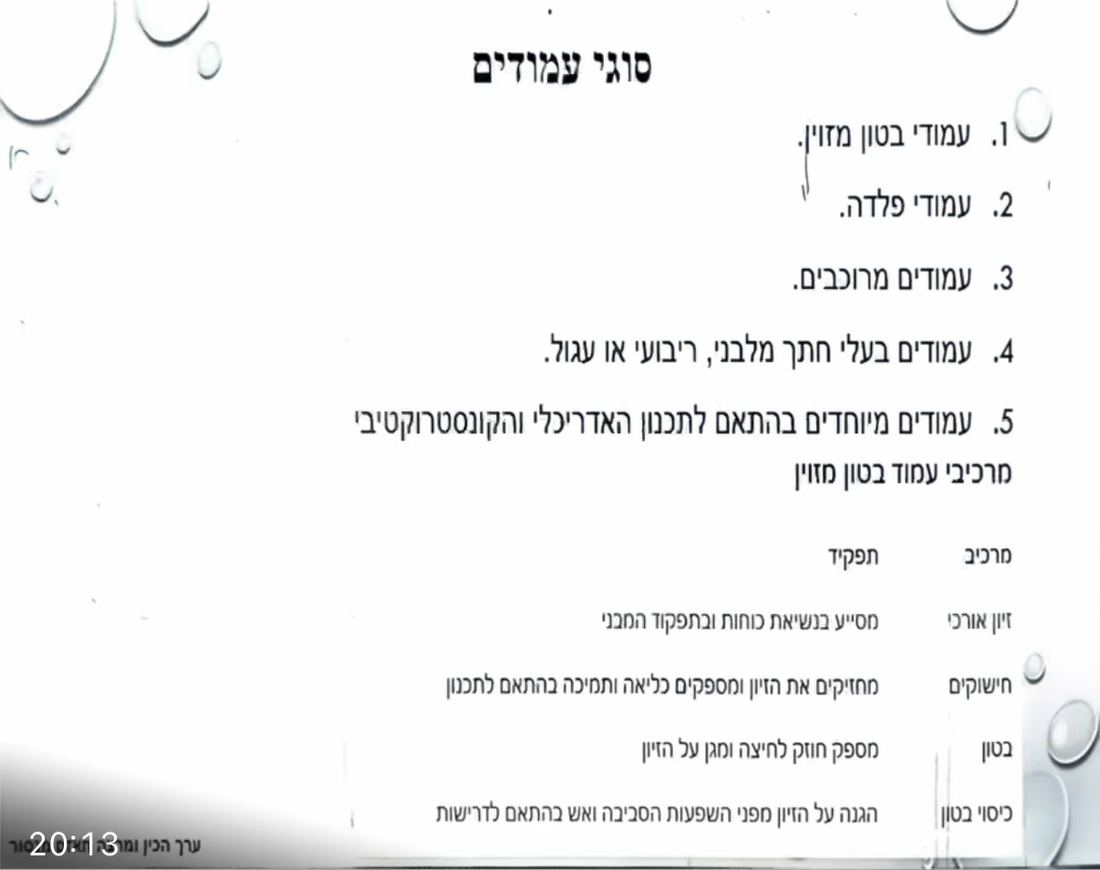 סוגי עמודים
1. עמודי בטון מזוין.
2. עמודי פלדה.
3. עמודים מרוכבים.
4. עמודים בעלי חתך מלבני, ריבועי או עגול.
5. עמודים מיוחדים בהתאם לתכנון האדריכלי והקונסטרוקטיבי
מרכיבי עמוד בטון מזוין
מרכיב תפקיד
זיון אורכי מסייע בנשיאת כוחות ובתפקוד המבני
חישוקים מחזיקים את הזיון ומספקים כליאה ותמיכה בהתאם לתכנון
בטון מספק חוזק לחיצה ומגן על הזיון
כיסוי בטון הגנה על הזיון מפני השפעות הסביבה ואש בהתאם לדרישות
ערך הכין
20:13